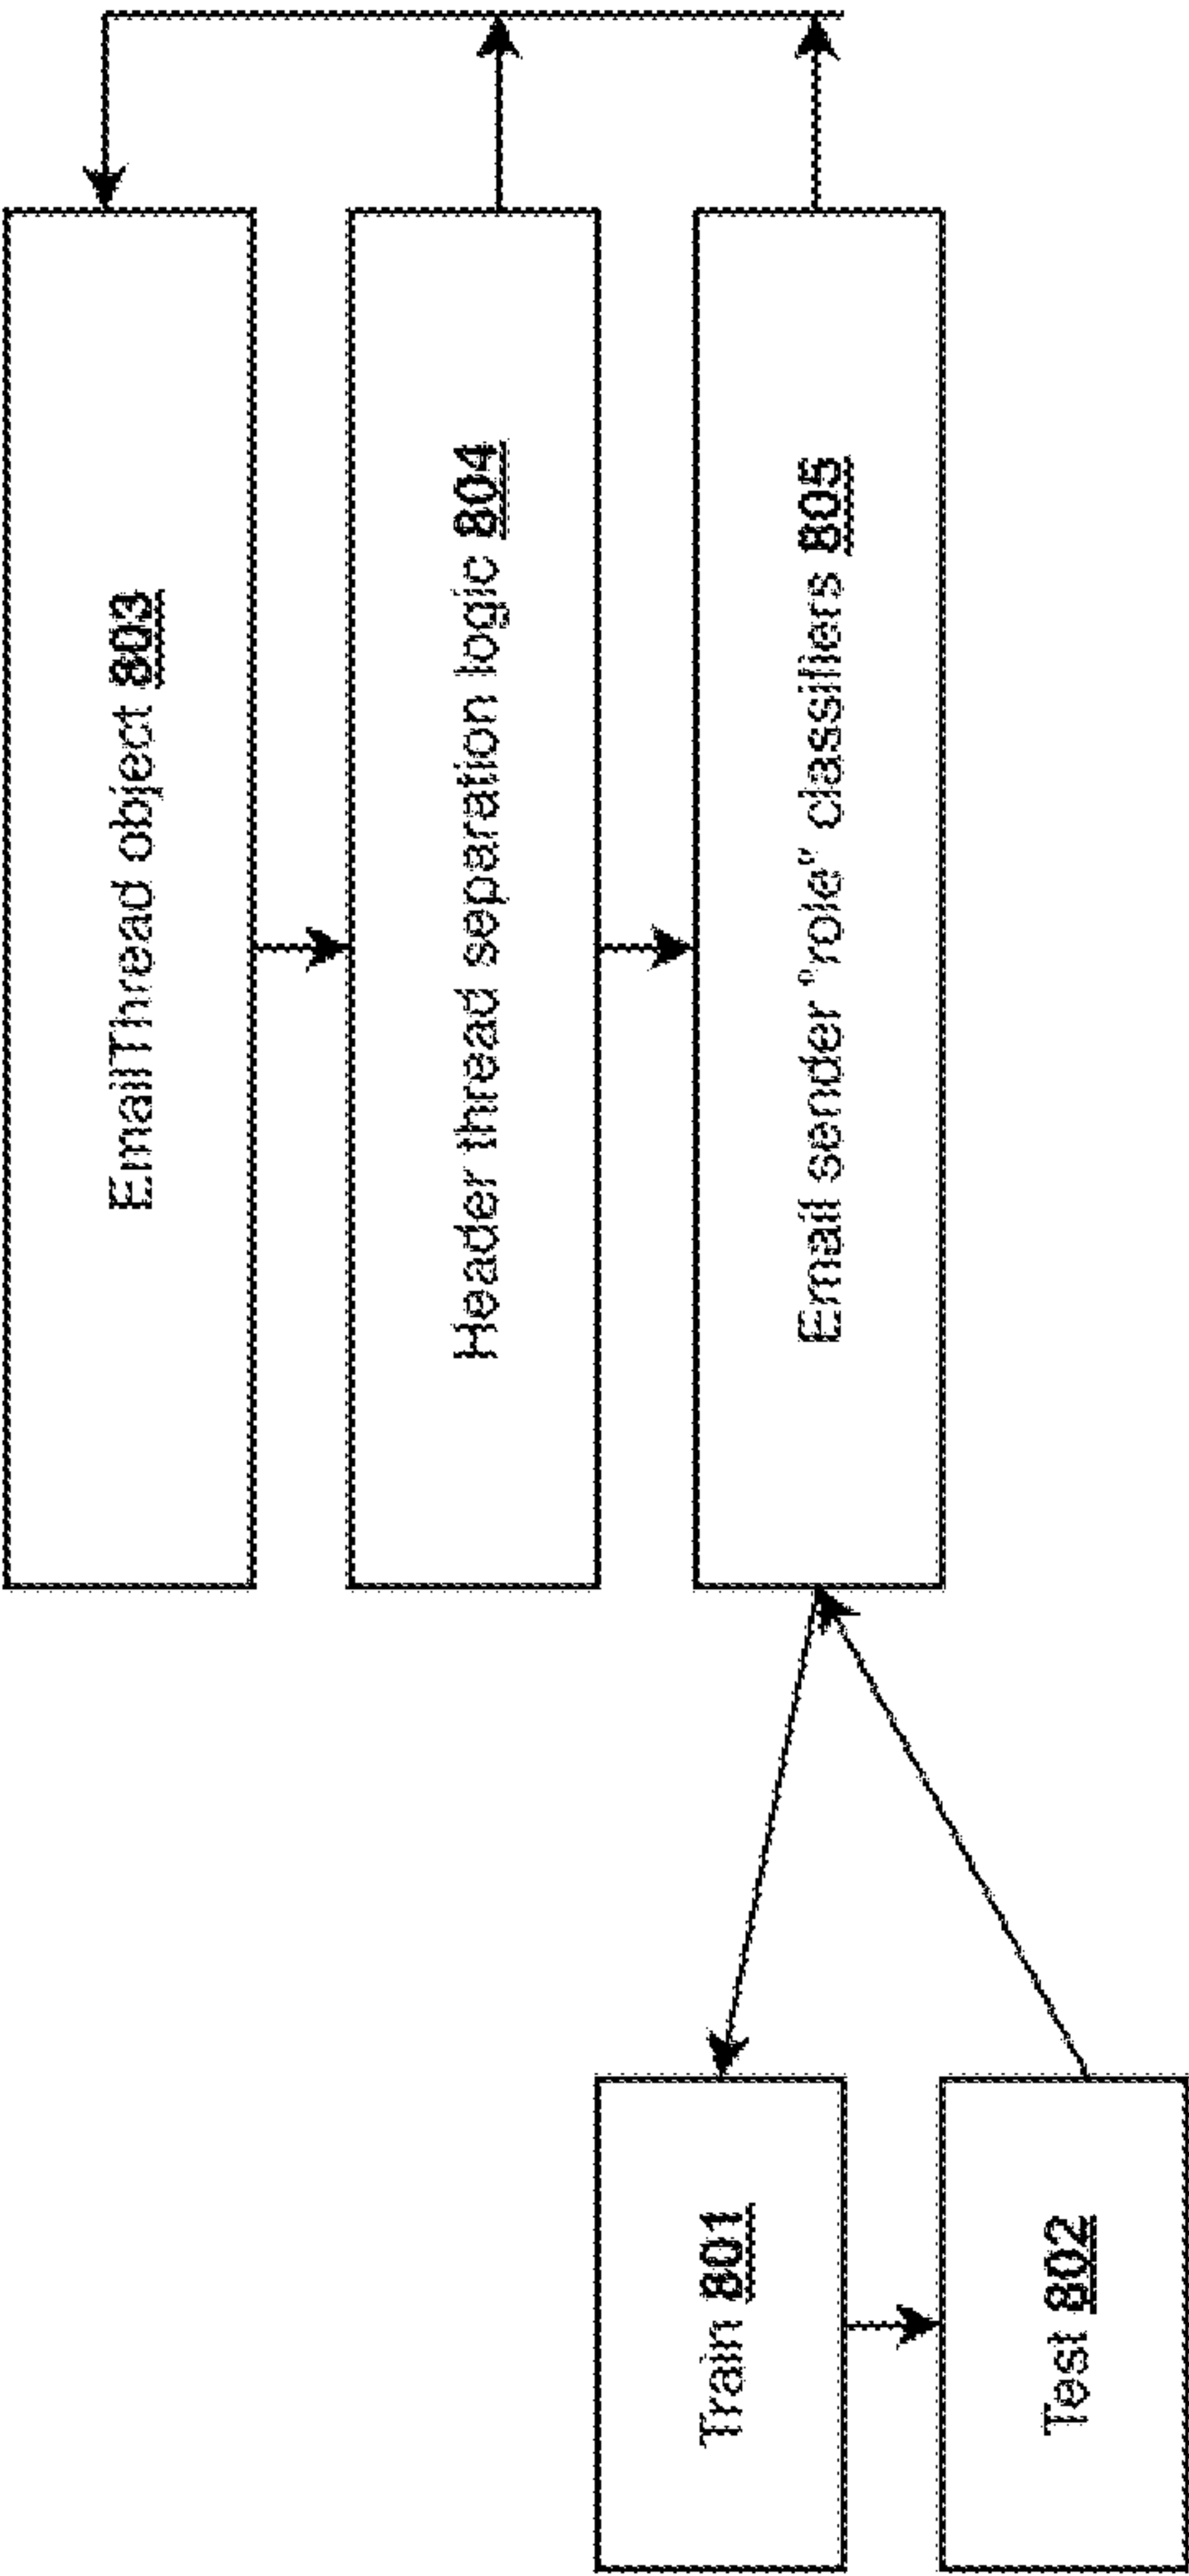 EmailThread object 803
Header thread separation logic 804
Email sender "role" classifiers 805
Train 801
Test 802